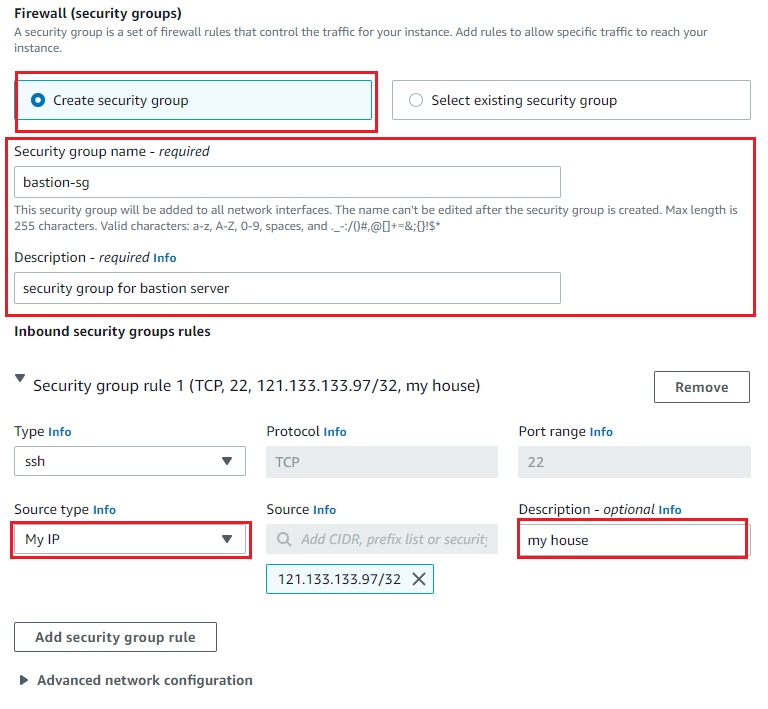 Firewall (security groups)
A security group is a set of firewall rules that control the traffic for your instance. Add rules to allow specific traffic to reach your
instance.
Create security group
Select existing security group
Security group name - required
bastion-sg
This security group will be added to all network interfaces. The name can't be edited after the security group is created. Max length is
255 characters. Valid characters: a-z, A-Z, 0-9, spaces, and ._-:/()#,@[]+=&;{}!$*
Description - required Info
security group for bastion server
Inbound security groups rules
Security group rule 1 (TCP, 22, 121.133.133.97/32, my house)
Remove
Type Info
Protocol Info
Port range Info
ssh
TCP
22
Source type Info
Source Info
Description - optional Info
My IP
Add CIDR, prefix list or security
my house
121.133.133.97/32
Add security group rule
Advanced network configuration